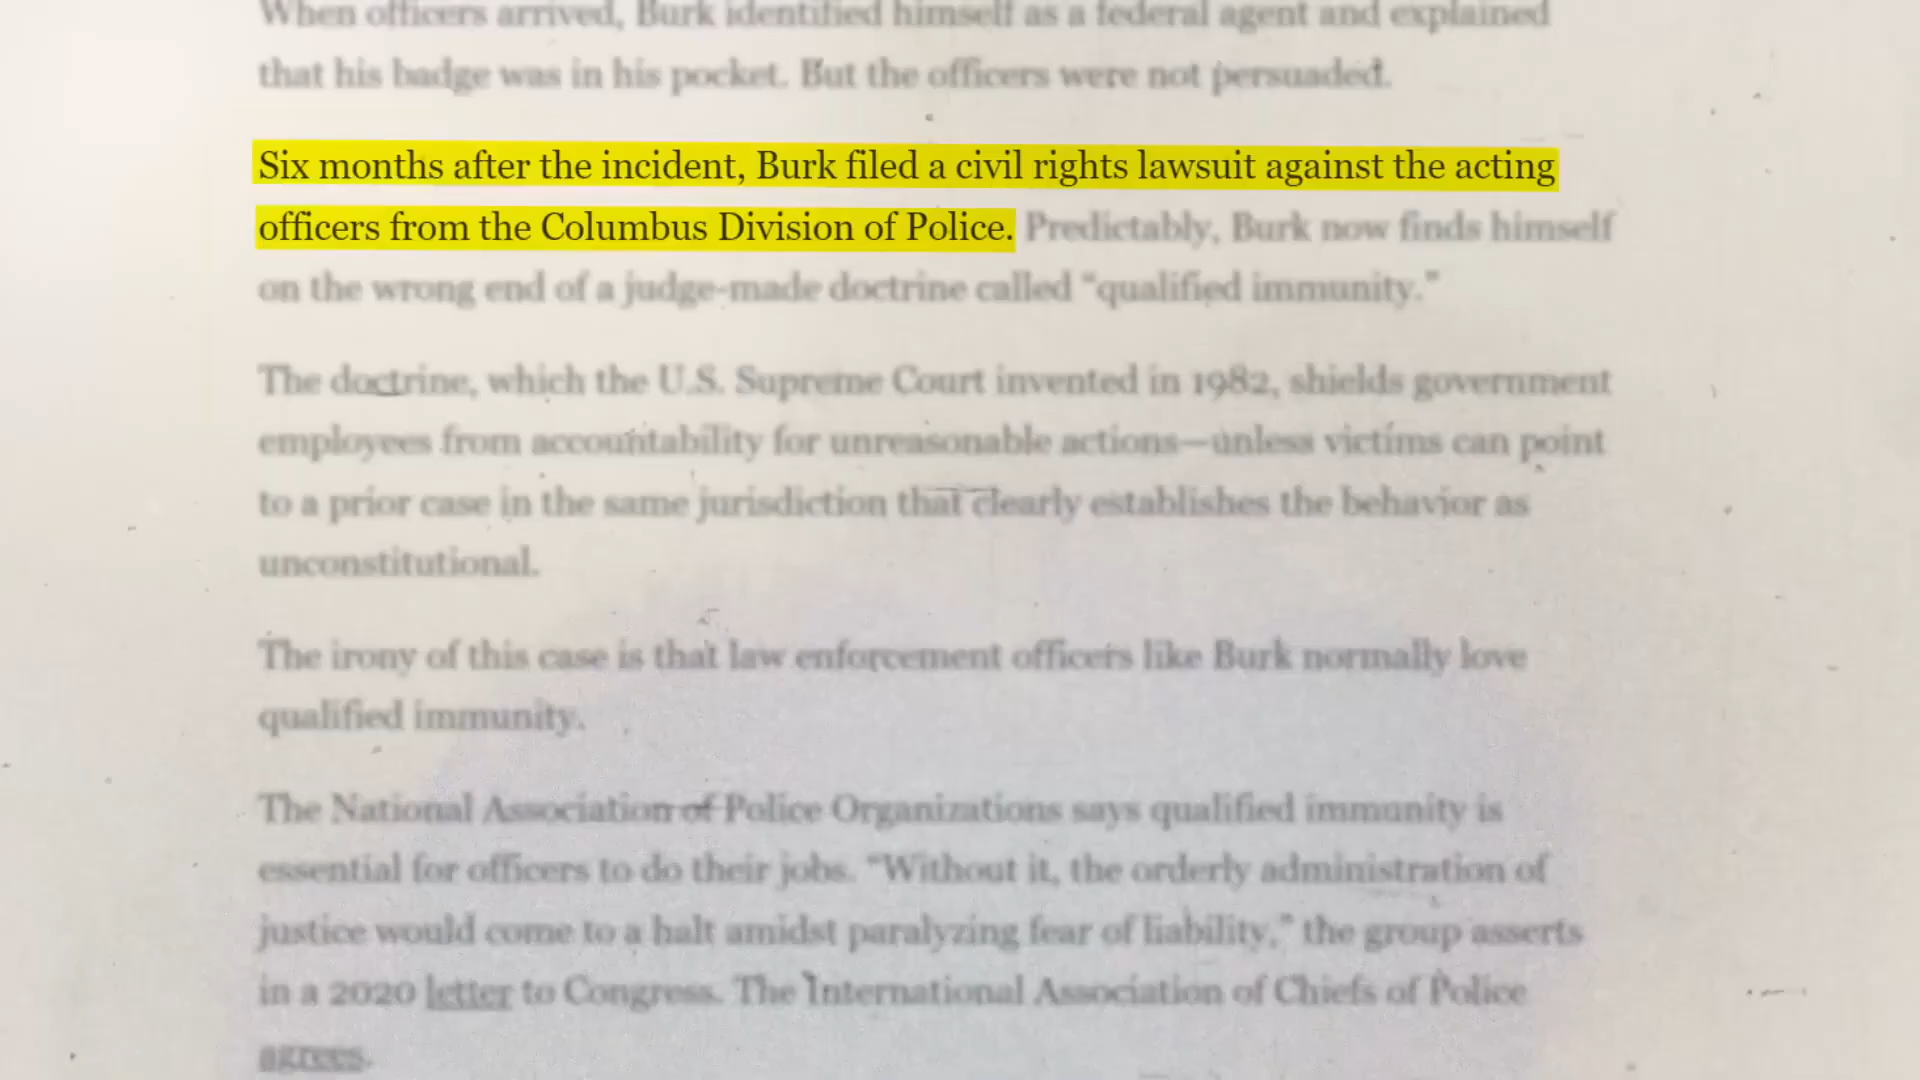 When officers arrived, Burk identified himself as a federal agent and explained
that his badge was in his pocket. But the officers were not persuaded.
Six months after the incident, Burk filed a civil rights lawsuit against the acting
officers from the Columbus Division of Police. Predictably, Burk now finds himself
on the wrong end of a judge-made doctrine called “qualified immunity.”
The doctrine, which the U.S. Supreme Court invented in 1982, shields government
employees from accountability for unreasonable actions—unless victims can point
to a prior case in the same jurisdiction that clearly establishes the behavior as
unconstitutional.
The irony of this case is that law enforcement officers like Burk normally love
qualified immunity.
The National Association of Police Organizations says qualified immunity is
essential for officers to do their jobs. “Without it, the orderly administration of
justice would come to a halt amidst paralyzing fear of liability,” the group asserts
in a 2020 letter to Congress. The International Association of Chiefs of Police
agrees.